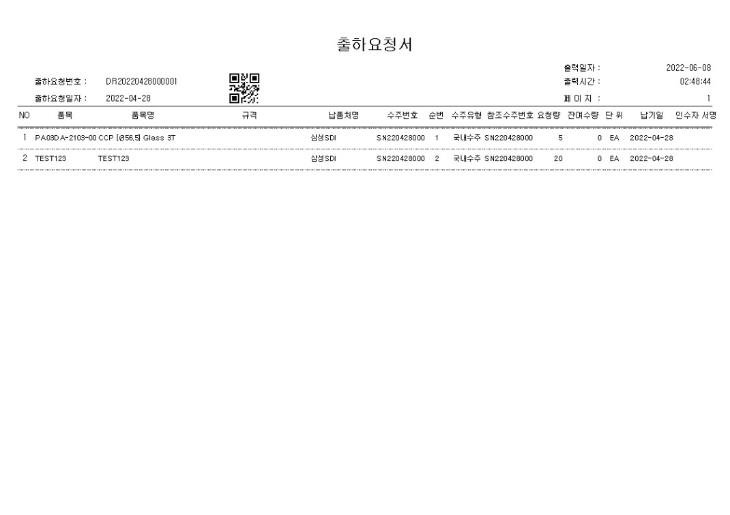 출하요청서
출력일자 : 2022-06-08
출하요청번호 : DR20220428000001 출력시간 : 02:48:44
출하요청일자 : 2022-04-28 페 이 지 : 1
NO 품목 품목명 규격 납품처명 수주번호 순번 수주유형 참조수주번호 요청량 잔여수량 단 위 납기일 인수자 서명
1 PA03DA-2103-00 CCP (Ø56,5) Glass 3T 삼성SDI SN220428000 1 국내수주 SN220428000 5 0 EA 2022-04-28
2 TEST123 TEST123 삼성SDI SN220428000 2 국내수주 SN220428000 20 0 EA 2022-04-28